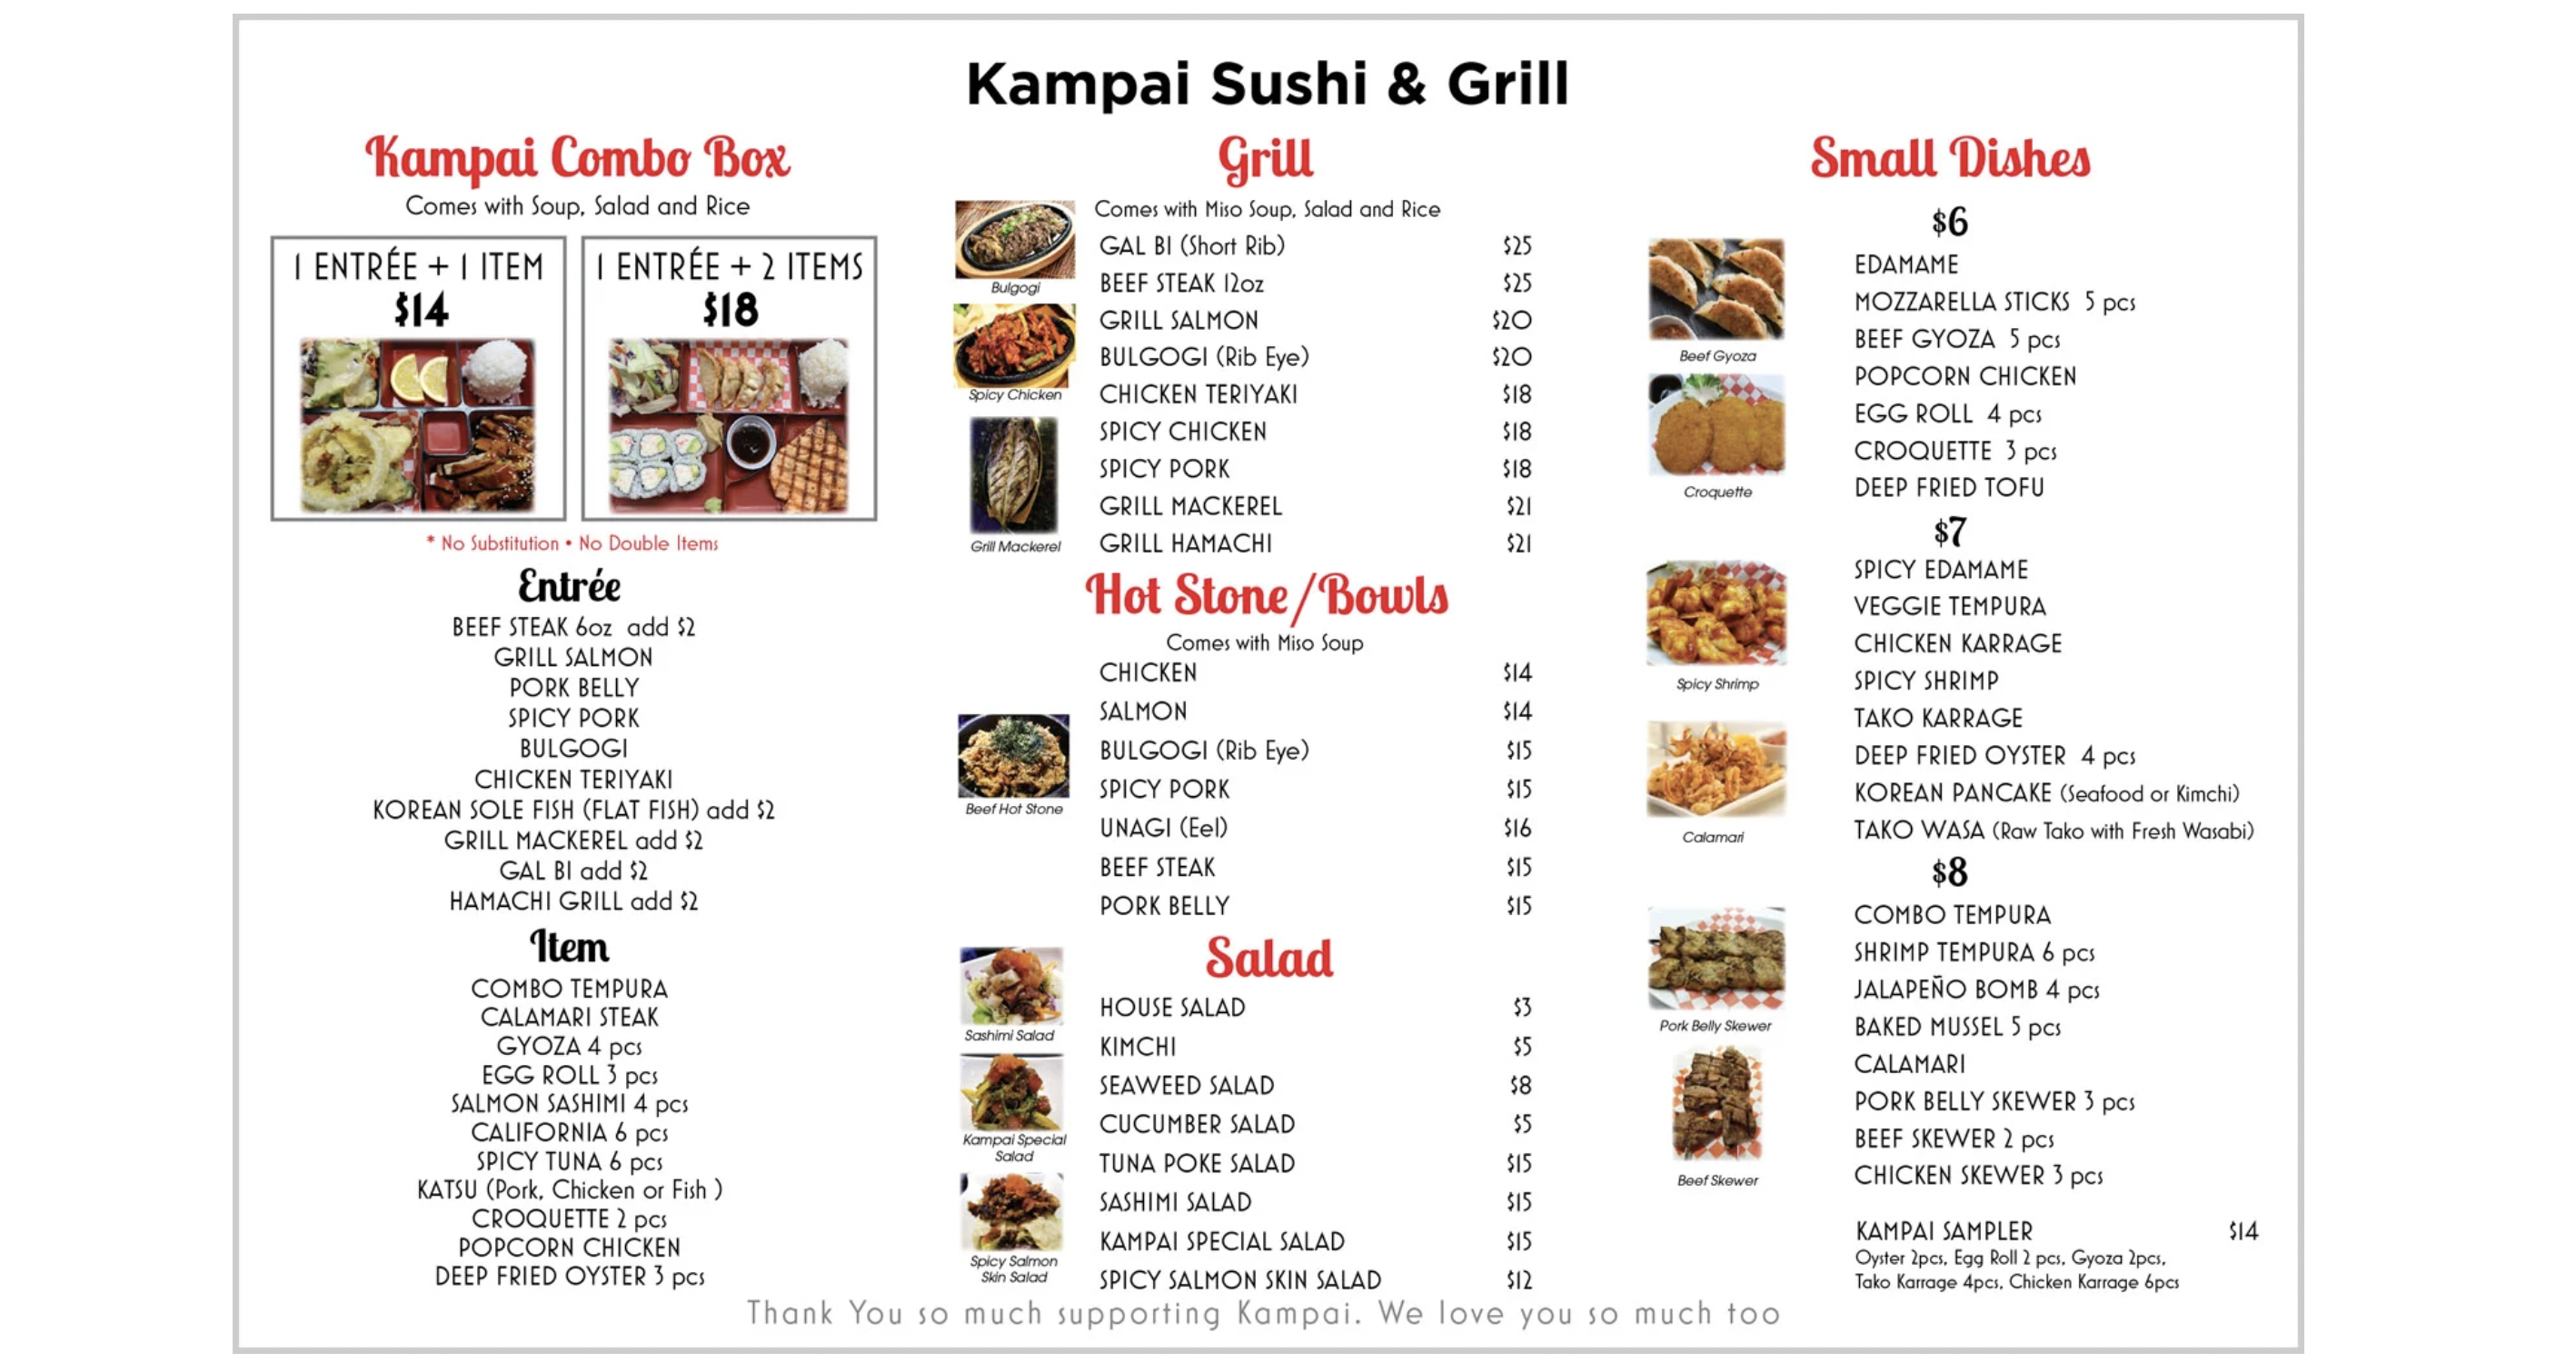 Kampai Sushi & Grill
Kampai Combo Box
Comes with Soup, Salad and Rice
1 ENTRÉE + 1 ITEM
$14
1 ENTRÉE + 2 ITEMS
$18
* No Substitution • No Double Items
Entrée
BEEF STEAK 6oz add $2
GRILL SALMON
PORK BELLY
SPICY PORK
BULGOGI
CHICKEN TERIYAKI
KOREAN SOLE FISH (FLAT FISH) add $2
GRILL MACKEREL add $2
GAL BI add $2
HAMACHI GRILL add $2
Item
COMBO TEMPURA
CALAMARI STEAK
GYOZA 4 pcs
EGG ROLL 3 pcs
SALMON SASHIMI 4 pcs
CALIFORNIA 6 pcs
SPICY TUNA 6 pcs
KATSU (Pork, Chicken or Fish )
CROQUETTE 2 pcs
POPCORN CHICKEN
DEEP FRIED OYSTER 3 pcs
Grill
Comes with Miso Soup, Salad and Rice
GAL BI (Short Rib) $25
BEEF STEAK 12oz $25
GRILL SALMON $20
BULGOGI (Rib Eye) $20
CHICKEN TERIYAKI $18
SPICY CHICKEN $18
SPICY PORK $18
GRILL MACKEREL $21
GRILL HAMACHI $21
Bulgogi
Spicy Chicken
Grill Mackerel
Hot Stone/Bowls
Comes with Miso Soup
CHICKEN $14
SALMON $14
BULGOGI (Rib Eye) $15
SPICY PORK $15
UNAGI (Eel) $16
BEEF STEAK $15
PORK BELLY $15
Beef Hot Stone
Salad
HOUSE SALAD $3
KIMCHI $5
SEAWEED SALAD $8
CUCUMBER SALAD $5
TUNA POKE SALAD $15
SASHIMI SALAD $15
KAMPAI SPECIAL SALAD $15
SPICY SALMON SKIN SALAD $12
Sashimi Salad
Kampai Special
Salad
Spicy Salmon
Skin Salad
Small Dishes
$6
EDAMAME
MOZZARELLA STICKS 5 pcs
BEEF GYOZA 5 pcs
POPCORN CHICKEN
EGG ROLL 4 pcs
CROQUETTE 3 pcs
DEEP FRIED TOFU
Beef Gyoza
Croquette
$7
SPICY EDAMAME
VEGGIE TEMPURA
CHICKEN KARRAGE
SPICY SHRIMP
TAKO KARRAGE
DEEP FRIED OYSTER 4 pcs
KOREAN PANCAKE (Seafood or Kimchi)
TAKO WASA (Raw Tako with Fresh Wasabi)
Spicy Shrimp
Calamari
$8
COMBO TEMPURA
SHRIMP TEMPURA 6 pcs
JALAPEÑO BOMB 4 pcs
BAKED MUSSEL 5 pcs
CALAMARI
PORK BELLY SKEWER 3 pcs
BEEF SKEWER 2 pcs
CHICKEN SKEWER 3 pcs
Pork Belly Skewer
Beef Skewer
KAMPAI SAMPLER $14
Oyster 2pcs, Egg Roll 2 pcs, Gyoza 2pcs,
Tako Karrage 4pcs, Chicken Karrage 6pcs
Thank You so much supporting Kampai. We love you so much too